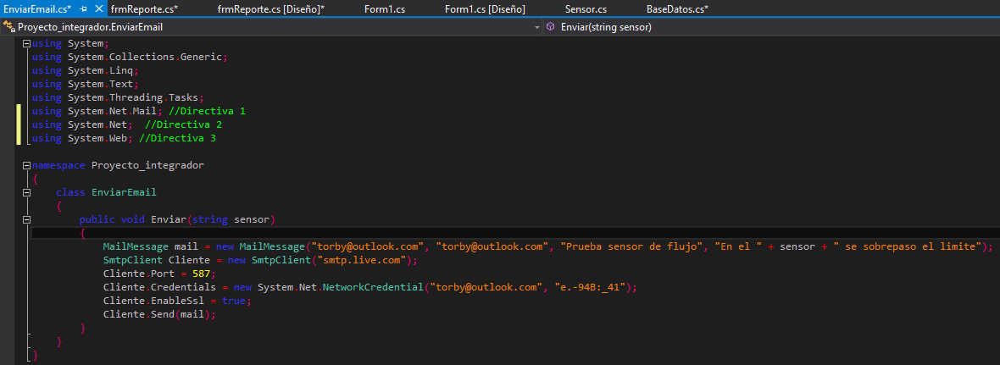 EnviarEmail.cs* frmReporte.cs* frmReporte.cs [Diseño]* Form1.cs Form1.cs [Diseño] Sensor.cs BaseDatos.cs*
Proyecto_integrador.EnviarEmail Enviar(string sensor)
using System;
using System.Collections.Generic;
using System.Linq;
using System.Text;
using System.Threading.Tasks;
using System.Net.Mail; //Directiva 1
using System.Net;  //Directiva 2
using System.Web; //Directiva 3
namespace Proyecto_integrador
{
class EnviarEmail
{
public void Enviar(string sensor)
{
MailMessage mail = new MailMessage("torby@outlook.com", "torby@outlook.com", "Prueba sensor de flujo", "En el " + sensor + " se sobrepaso el limite");
SmtpClient Cliente = new SmtpClient("smtp.live.com");
Cliente.Port = 587;
Cliente.Credentials = new System.Net.NetworkCredential("torby@outlook.com", "e.-94B:_41");
Cliente.EnableSsl = true;
Cliente.Send(mail);
}
}
}